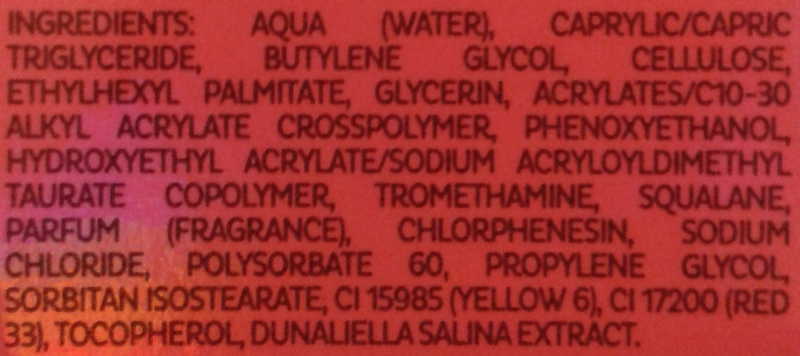 INGREDIENTS: AQUA (WATER), CAPRYLIC/CAPRIC
TRIGLYCERIDE, BUTYLENE GLYCOL, CELLULOSE,
ETHYLHEXYL PALMITATE, GLYCERIN, ACRYLATES/C10-30
ALKYL ACRYLATE CROSSPOLYMER, PHENOXYETHANOL,
HYDROXYETHYL ACRYLATE/SODIUM ACRYLOYLDIMETHYL
TAURATE COPOLYMER, TROMETHAMINE, SQUALANE,
PARFUM (FRAGRANCE), CHLORPHENESIN, SODIUM
CHLORIDE, POLYSORBATE 60, PROPYLENE GLYCOL,
SORBITAN ISOSTEARATE, CI 15985 (YELLOW 6), CI 17200 (RED
33), TOCOPHEROL, DUNALIELLA SALINA EXTRACT.